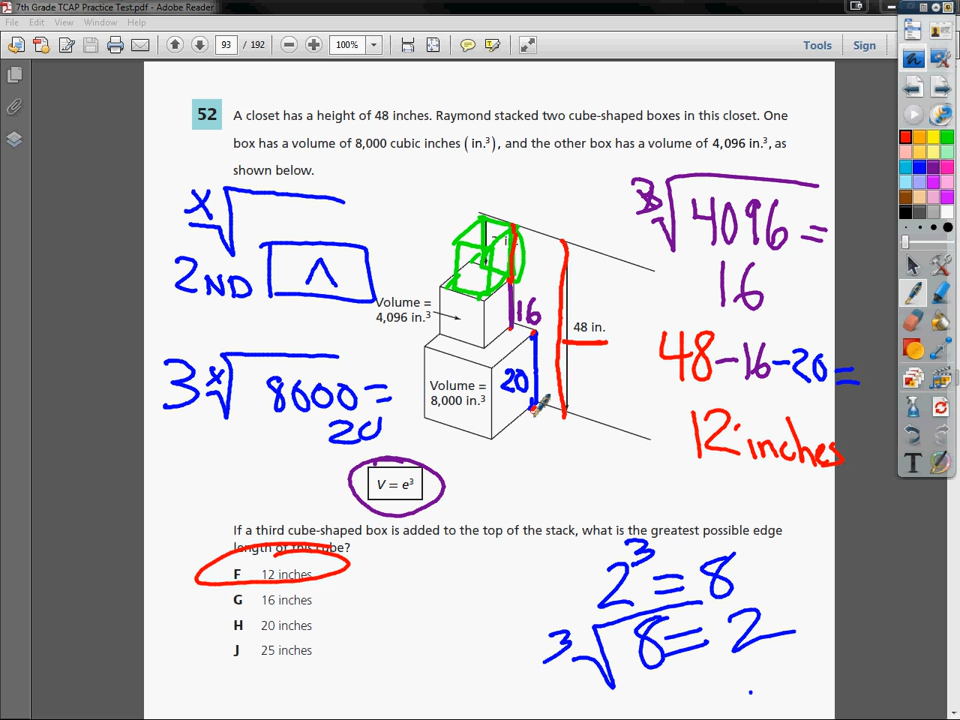 7th Grade TCAP Practice Test.pdf - Adobe Reader
File Edit View Window Help
93 / 192
100%
Tools
Sign
52
A closet has a height of 48 inches. Raymond stacked two cube-shaped boxes in this closet. One
box has a volume of 8,000 cubic inches (in.³), and the other box has a volume of 4,096 in.³, as
shown below.
x√
2ND ^
3 x√8000 =
20
3√4096 =
16
48-16-20=
12 inches
Volume =
4,096 in.³
16
48 in.
Volume =
8,000 in.³
20
V = e³
If a third cube-shaped box is added to the top of the stack, what is the greatest possible edge
length of this cube?
F 12 inches
G 16 inches
H 20 inches
J 25 inches
2³ = 8
3√8 = 2
T